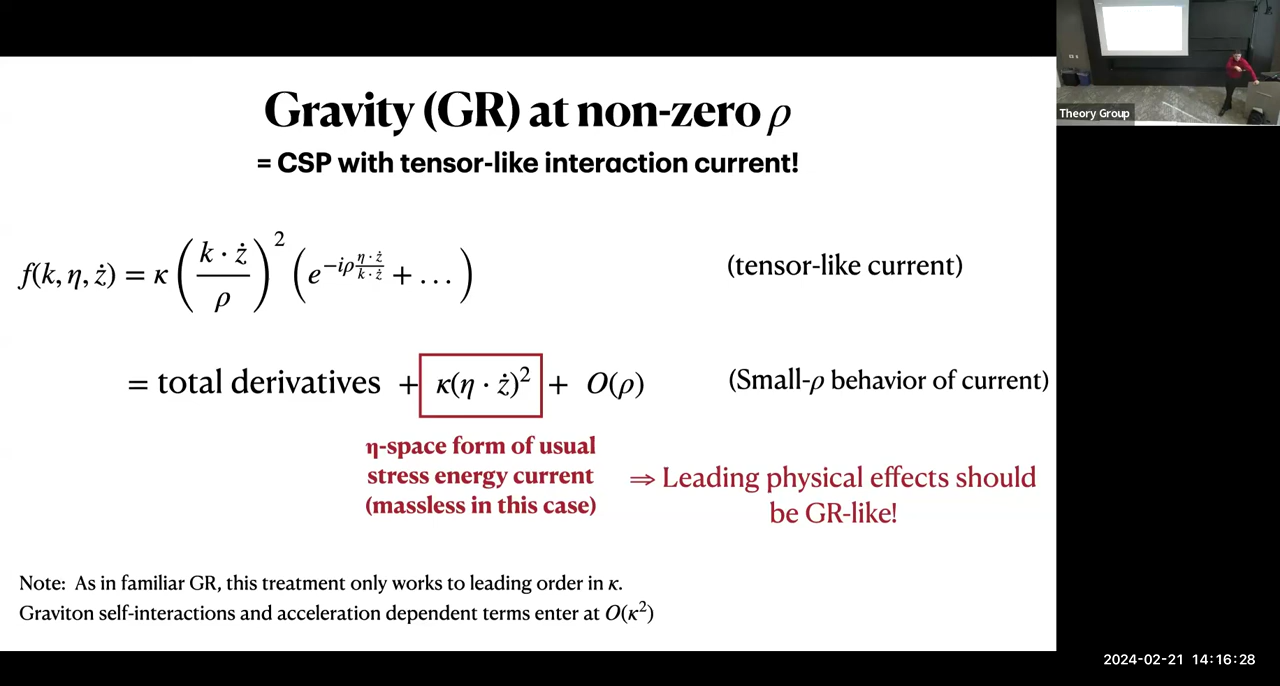 Gravity (GR) at non-zero ρ
= CSP with tensor-like interaction current!
f(k, η, ż) = κ (k · ż / ρ)² (e^{-iρ η·ż / k·ż} + …) (tensor-like current)
= total derivatives + κ(η · ż)² + O(ρ) (Small-ρ behavior of current)
η-space form of usual
stress energy current
(massless in this case)
⇒ Leading physical effects should
be GR-like!
Note: As in familiar GR, this treatment only works to leading order in κ.
Graviton self-interactions and acceleration dependent terms enter at O(κ²)
Theory Group
2024-02-21 14:16:28